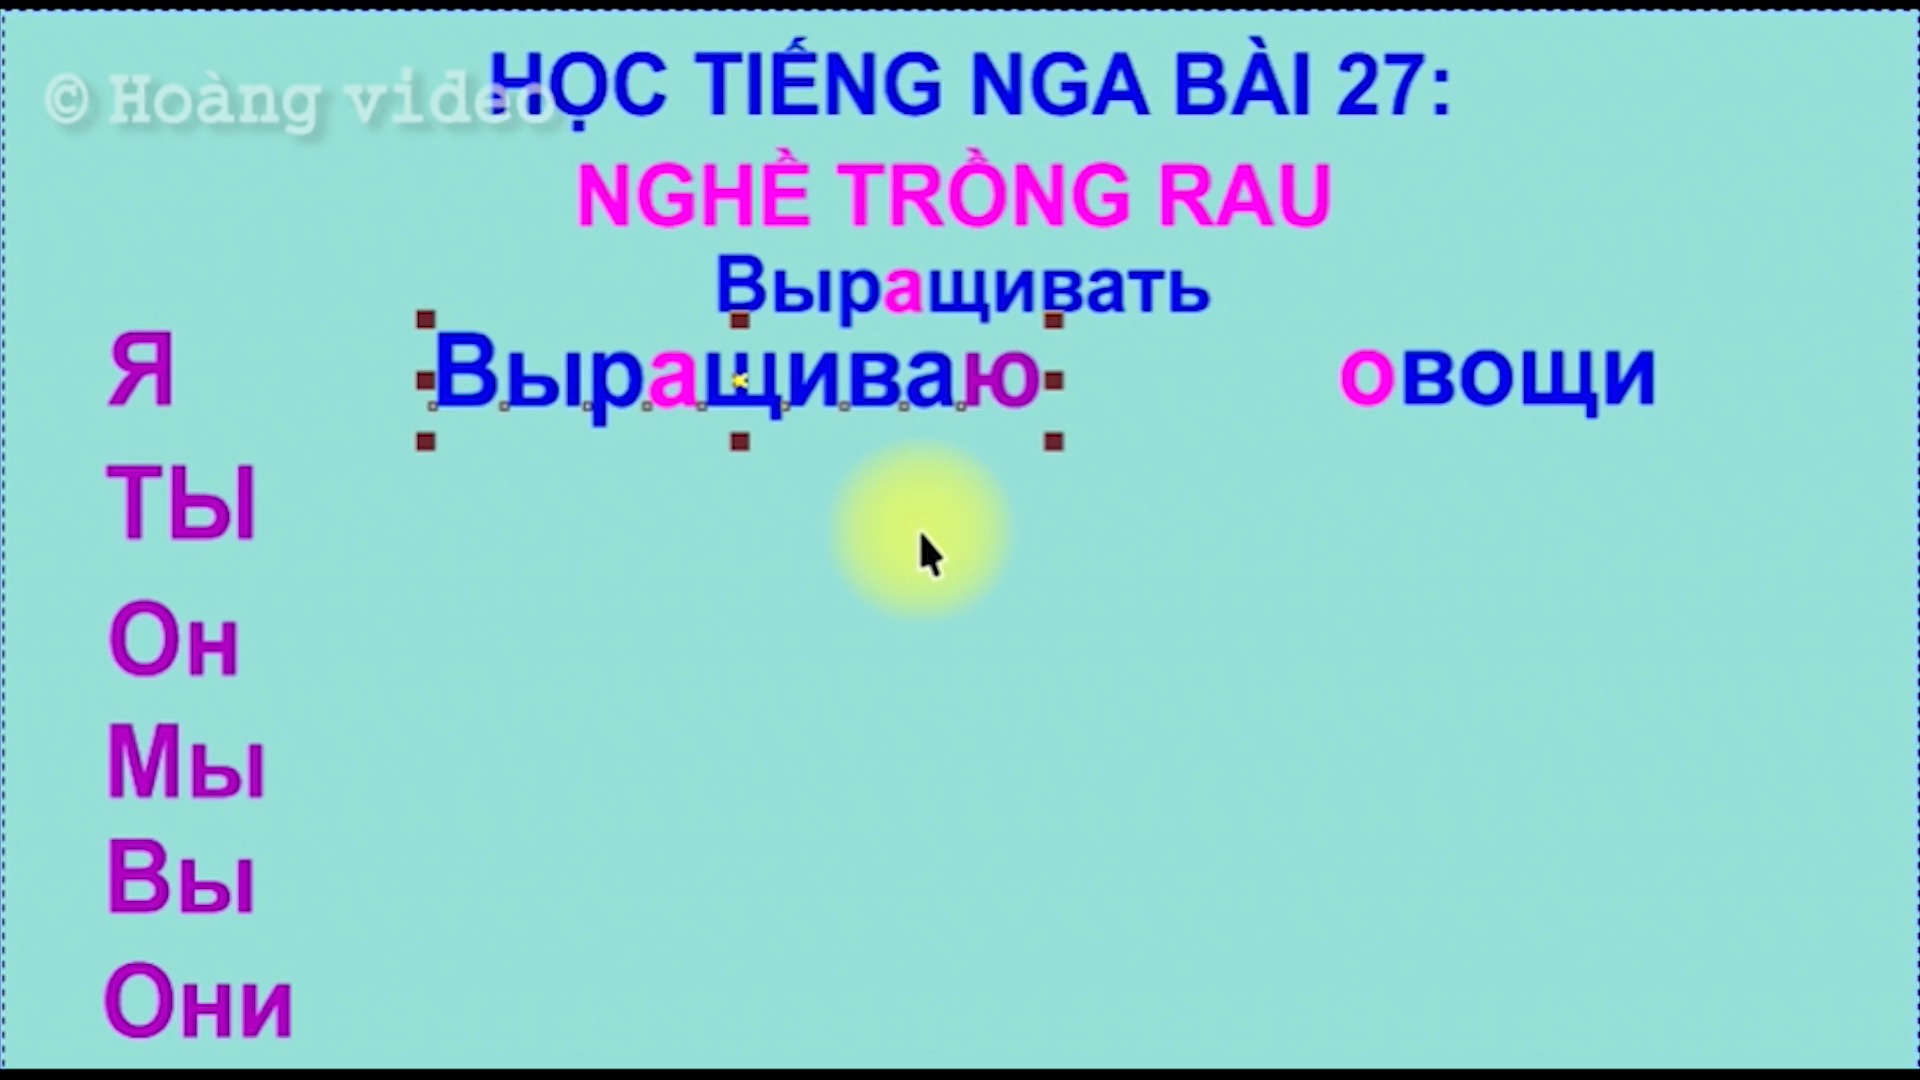 © Hoàng video
HỌC TIẾNG NGA BÀI 27:
NGHỀ TRỒNG RAU
Выращивать
Я Выращиваю овощи
ТЫ
Он
Мы
Вы
Они